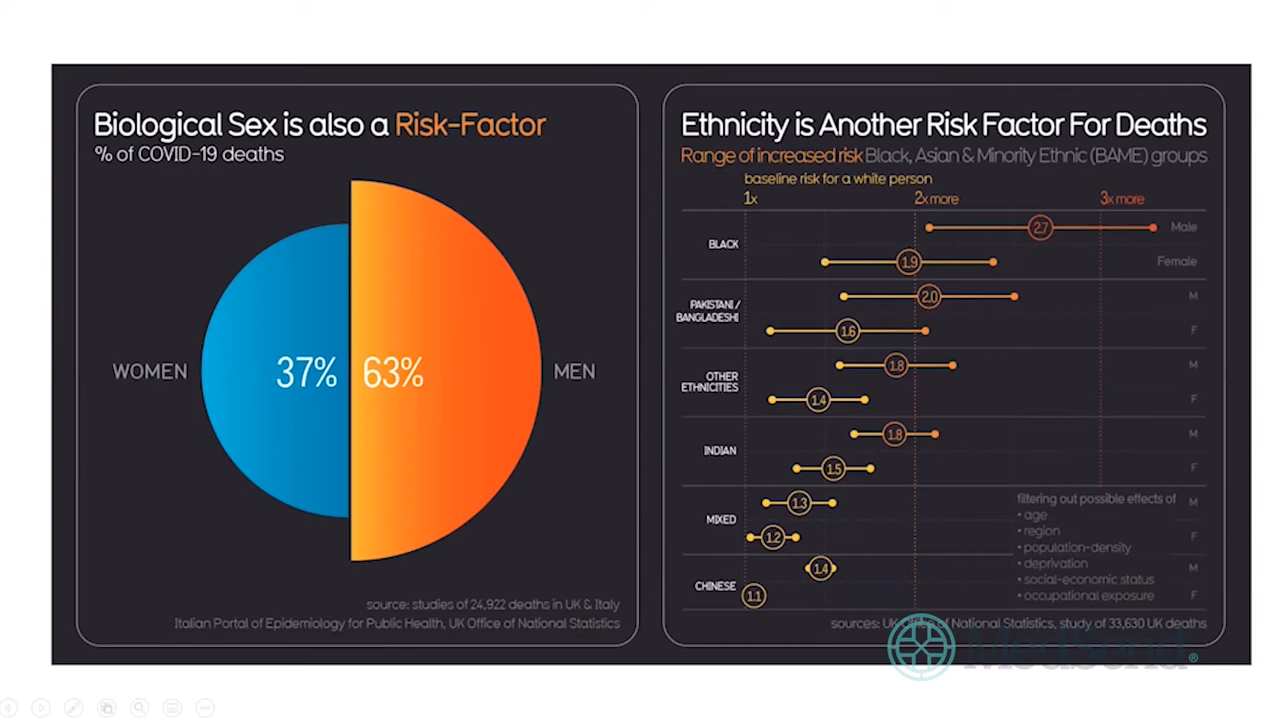 Biological Sex is also a Risk-Factor
% of COVID-19 deaths
WOMEN
37%
63%
MEN
source: studies of 24,922 deaths in UK & Italy
Italian Portal of Epidemiology for Public Health, UK Office of National Statistics
Ethnicity is Another Risk Factor For Deaths
Range of increased risk Black, Asian & Minority Ethnic (BAME) groups
baseline risk for a white person
1x
2x more
3x more
BLACK
2.7
Male
1.9
Female
PAKISTANI /
BANGLADESHI
2.0
M
1.6
F
OTHER
ETHNICITIES
1.8
M
1.4
F
INDIAN
1.8
M
1.5
F
MIXED
1.3
M
1.2
F
CHINESE
1.4
M
1.1
F
filtering out possible effects of
• age
• region
• population-density
• deprivation
• social-economic status
• occupational exposure
sources: UK Office of National Statistics, study of 33,630 UK deaths
MedSend®